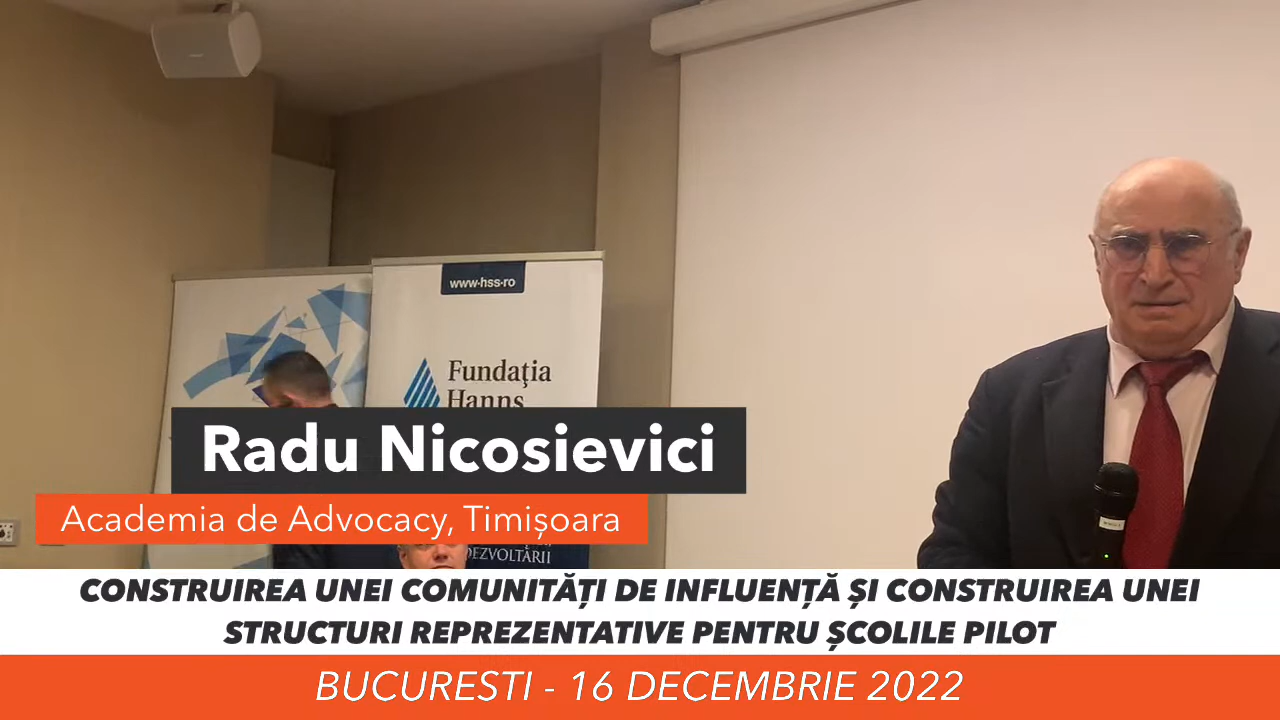 www.hss.ro
Fundaţia
Hanns
Radu Nicosievici
Academia de Advocacy, Timișoara
DEZVOLTĂRII
CONSTRUIREA UNEI COMUNITĂȚI DE INFLUENȚĂ ȘI CONSTRUIREA UNEI
STRUCTURI REPREZENTATIVE PENTRU ȘCOLILE PILOT
BUCURESTI - 16 DECEMBRIE 2022